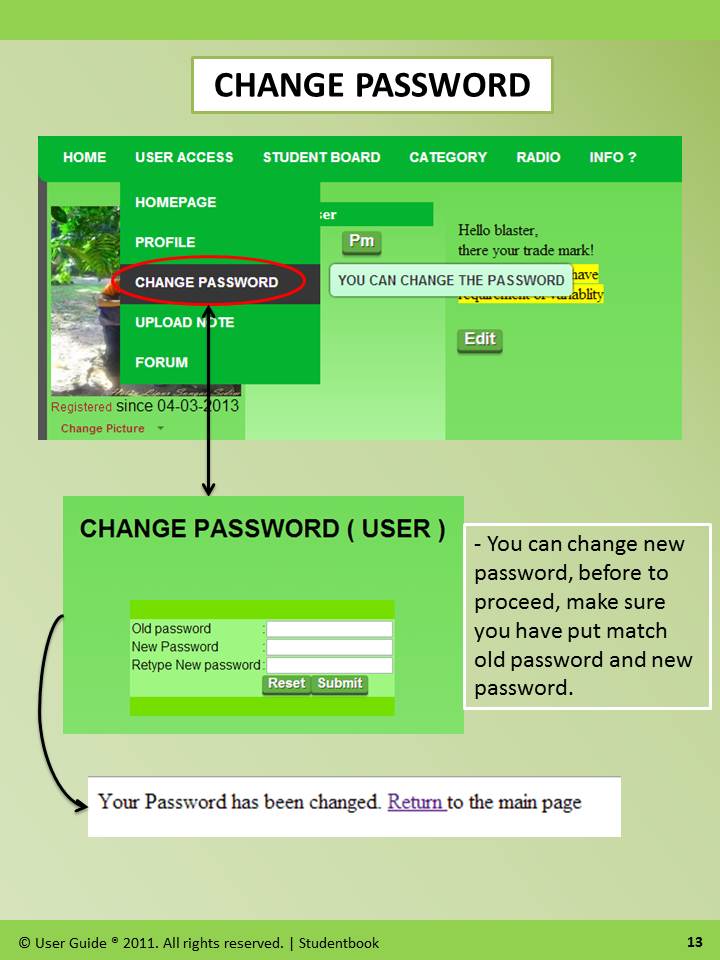 CHANGE PASSWORD
HOME USER ACCESS STUDENT BOARD CATEGORY RADIO INFO ?
HOMEPAGE
PROFILE
CHANGE PASSWORD
UPLOAD NOTE
FORUM
ser
Pm
YOU CAN CHANGE THE PASSWORD
Hello blaster,
there your trade mark!
have
requirement of variablity
Edit
Registered since 04-03-2013
Change Picture
CHANGE PASSWORD ( USER )
Old password :
New Password :
Retype New password :
Reset Submit
- You can change new
password, before to
proceed, make sure
you have put match
old password and new
password.
Your Password has been changed. Return to the main page
© User Guide ® 2011. All rights reserved. | Studentbook
13